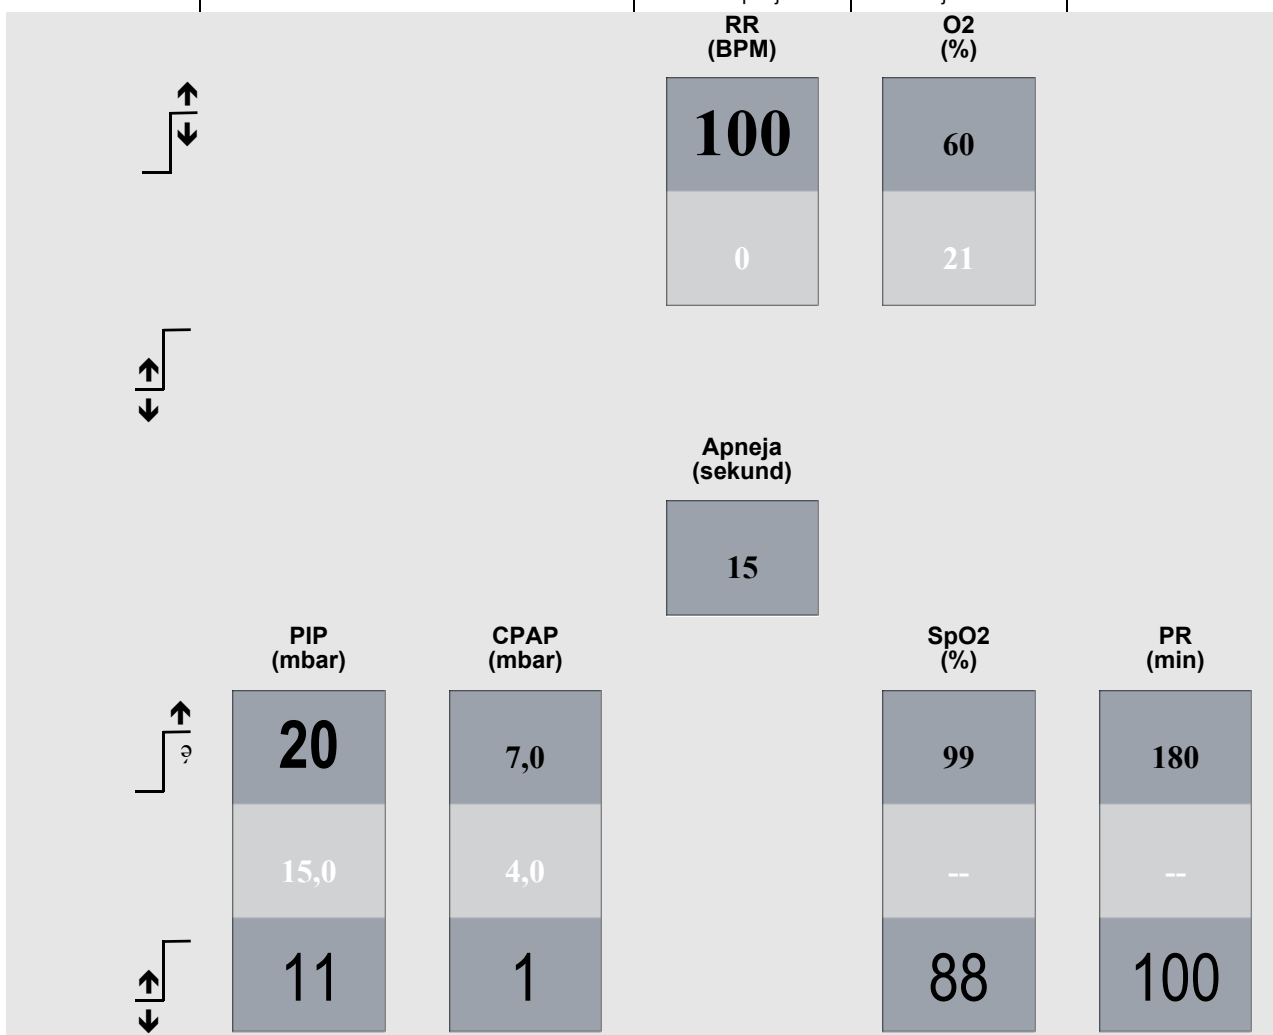 RR
(BPM)
O2
(%)
100
60
0
21
Apneja
(sekund)
15
PIP
(mbar)
CPAP
(mbar)
SpO2
(%)
PR
(min)
é
20
7,0
99
180
15,0
4,0
--
--
11
1
88
100